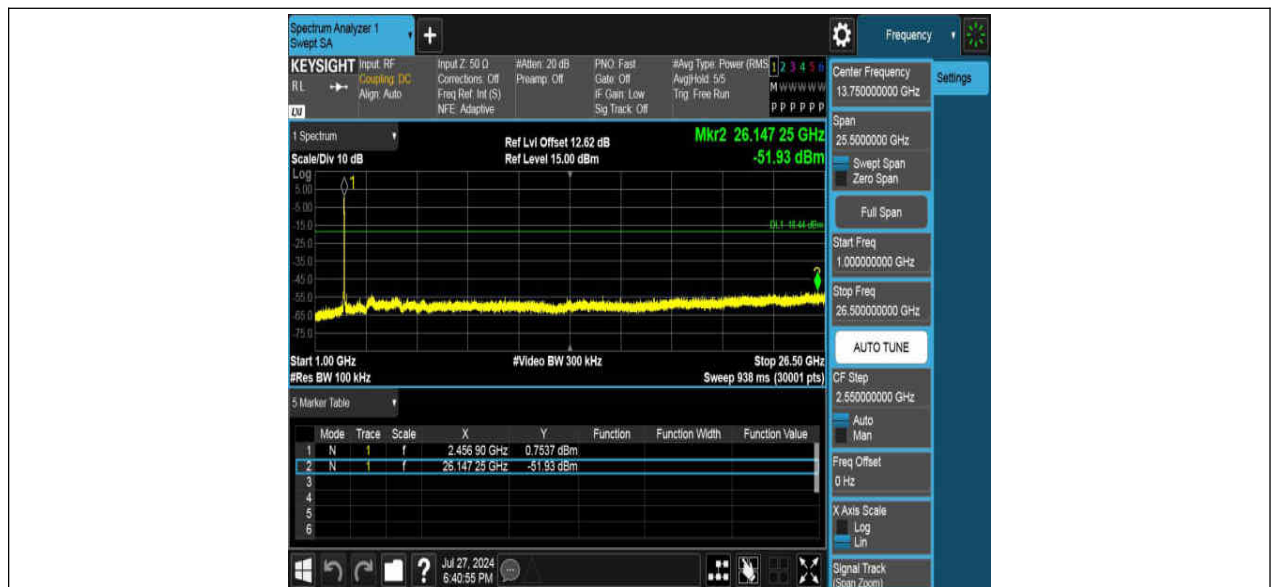 Spectrum Analyzer 1
Swept SA
+
Frequency
KEYSIGHT
RL
LXI
Input: RF
Coupling: DC
Align: Auto
Input Z: 50 Ω
Corrections: Off
Freq Ref: Int (S)
NFE: Adaptive
#Atten: 20 dB
Preamp: Off
PNO: Fast
Gate: Off
IF Gain: Low
Sig Track: Off
#Avg Type: Power (RMS
Avg|Hold: 5/5
Trig: Free Run
1 2 3 4 5 6
M W W W W W
P P P P P P
1 Spectrum
Scale/Div 10 dB
Ref Lvl Offset 12.62 dB
Ref Level 15.00 dBm
Mkr2 26.147 25 GHz
-51.93 dBm
Log
5.00
-5.00
-15.0
-25.0
-35.0
-45.0
-55.0
-65.0
-75.0
1
2
DL1 -18.44 dBm
Start 1.00 GHz
#Res BW 100 kHz
#Video BW 300 kHz
Stop 26.50 GHz
Sweep 938 ms (30001 pts)
5 Marker Table
Mode Trace Scale X Y Function Function Width Function Value
1 N 1 f 2.456 90 GHz 0.7537 dBm
2 N 1 f 26.147 25 GHz -51.93 dBm
3
4
5
6
?
Jul 27, 2024
6:40:55 PM
Center Frequency
13.750000000 GHz
Settings
Span
25.5000000 GHz
Swept Span
Zero Span
Full Span
Start Freq
1.000000000 GHz
Stop Freq
26.500000000 GHz
AUTO TUNE
CF Step
2.550000000 GHz
Auto
Man
Freq Offset
0 Hz
X Axis Scale
Log
Lin
Signal Track
(Span Zoom)